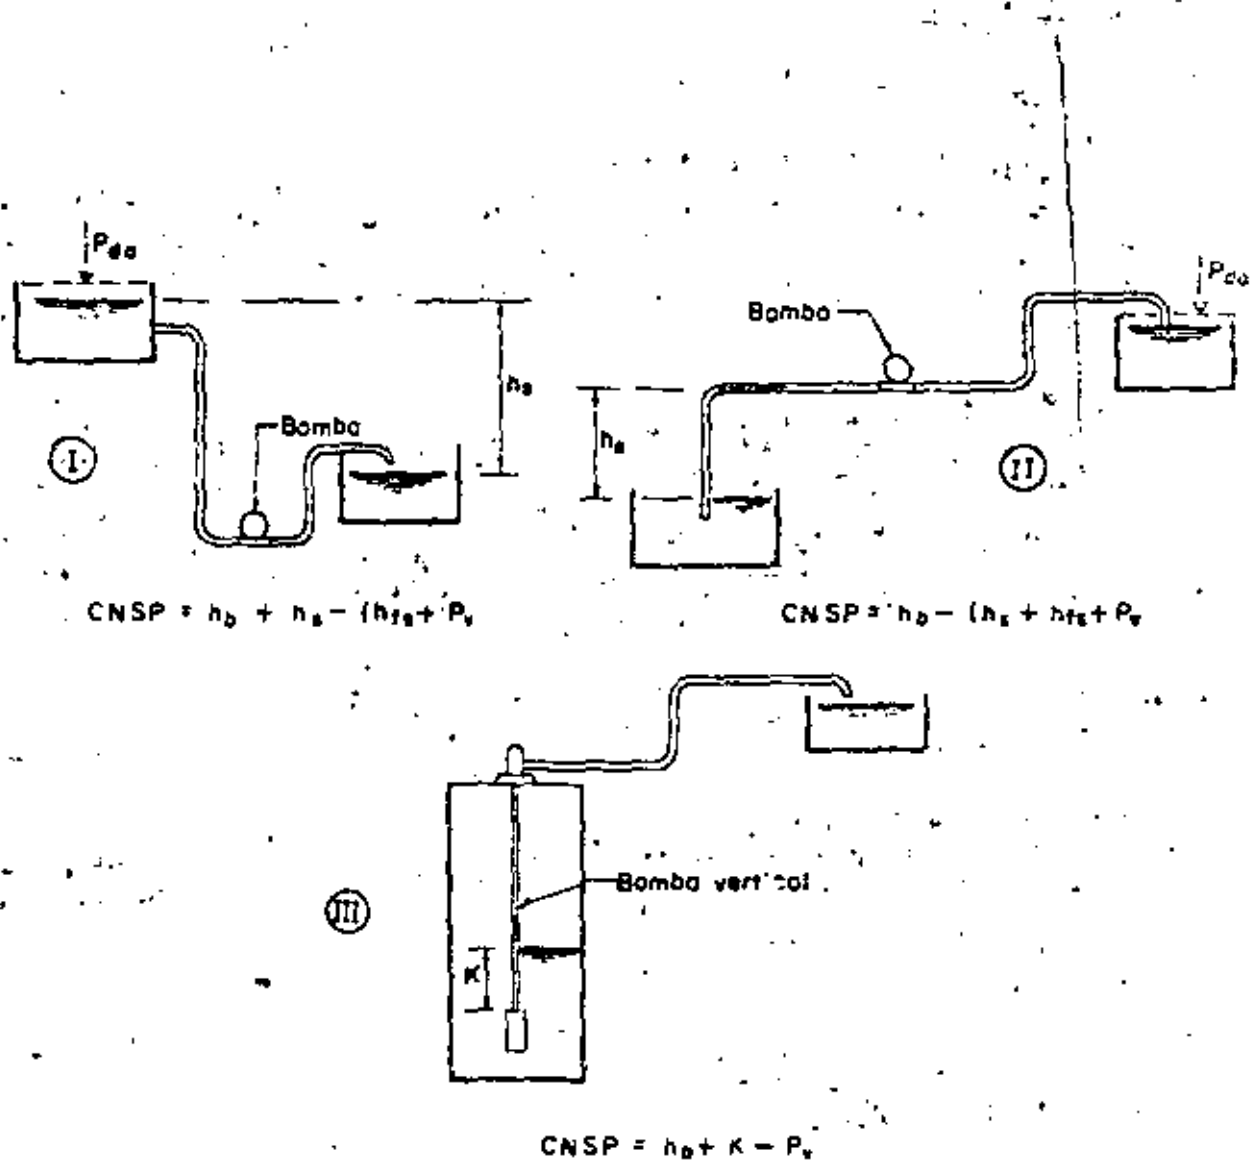 Pda
Bomba
hs
I
CNSP = hb + hs - (hfs + Pv
Pda
Bomba
hs
II
CNSP = hb - (hs + hfs + Pv
Bomba vertical
III
K
CNSP = hb + K - Pv